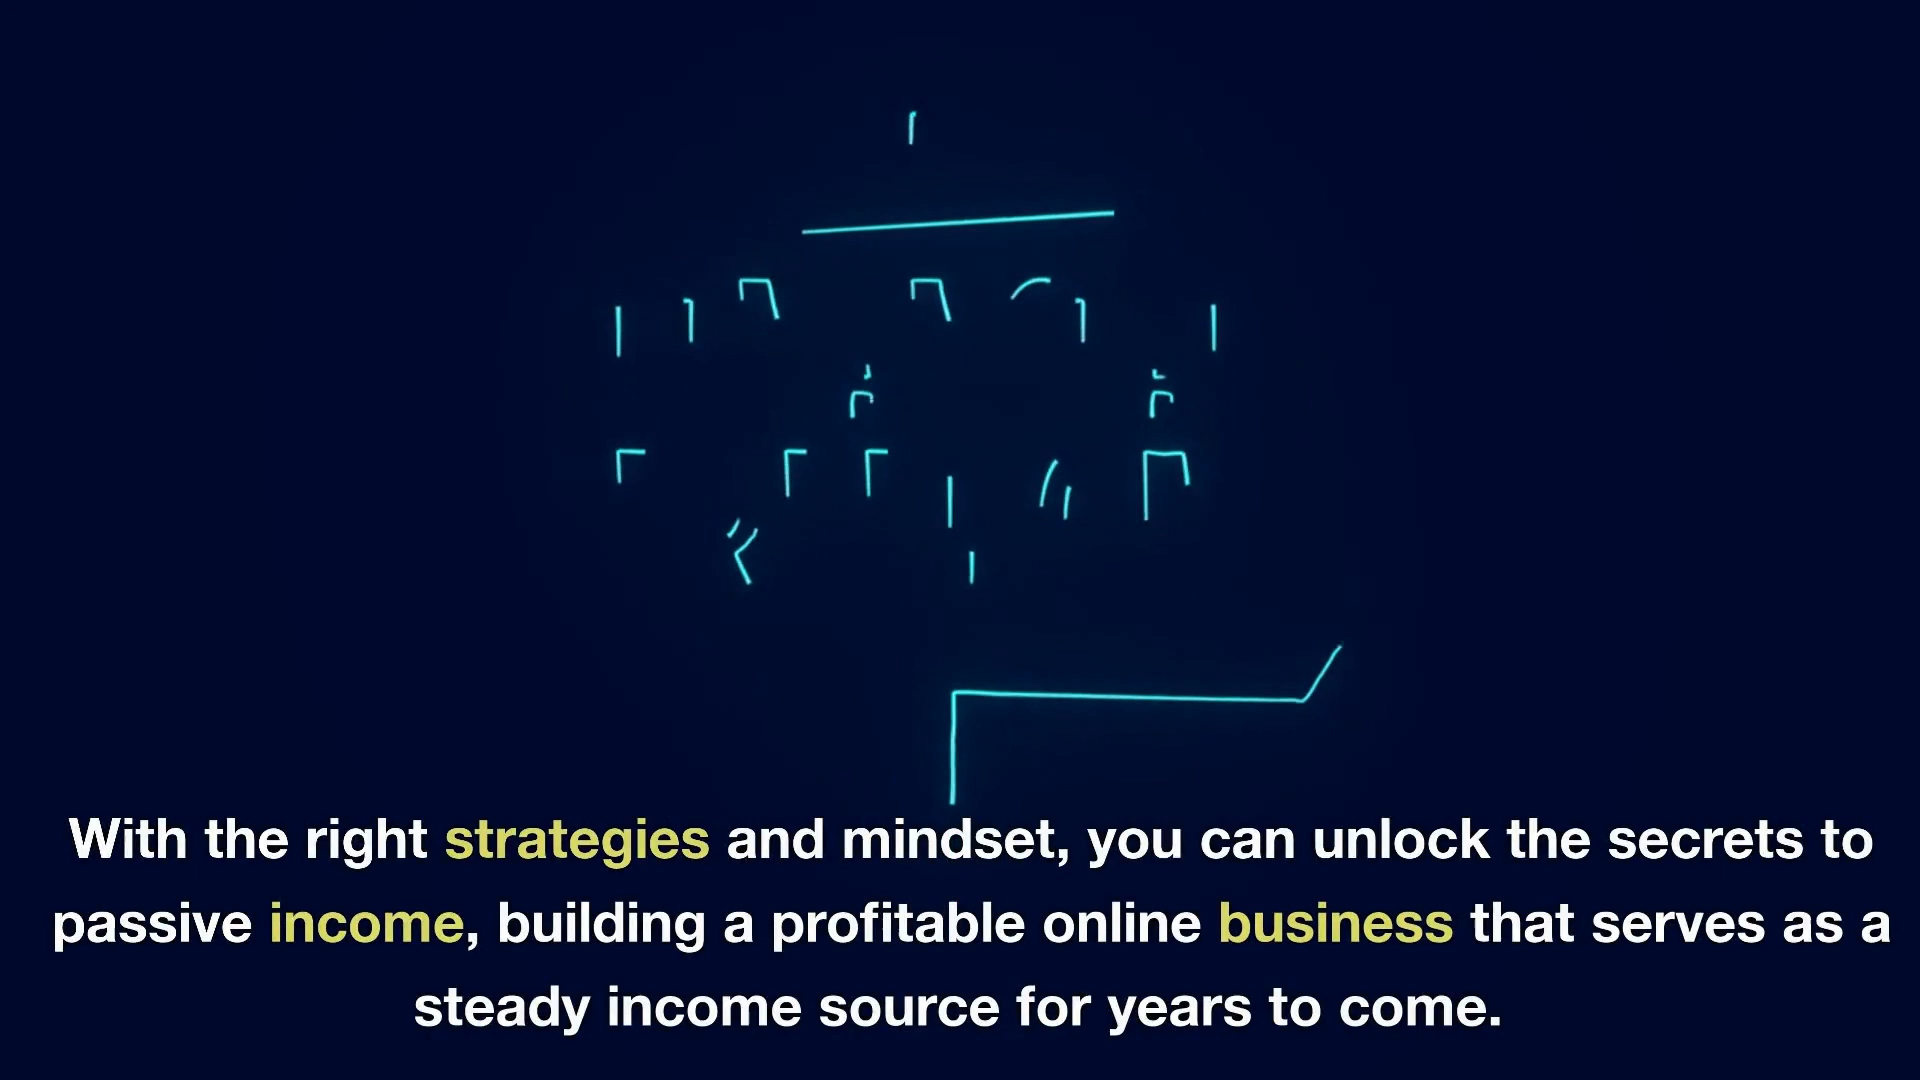 With the right strategies and mindset, you can unlock the secrets to
passive income, building a profitable online business that serves as a
steady income source for years to come.